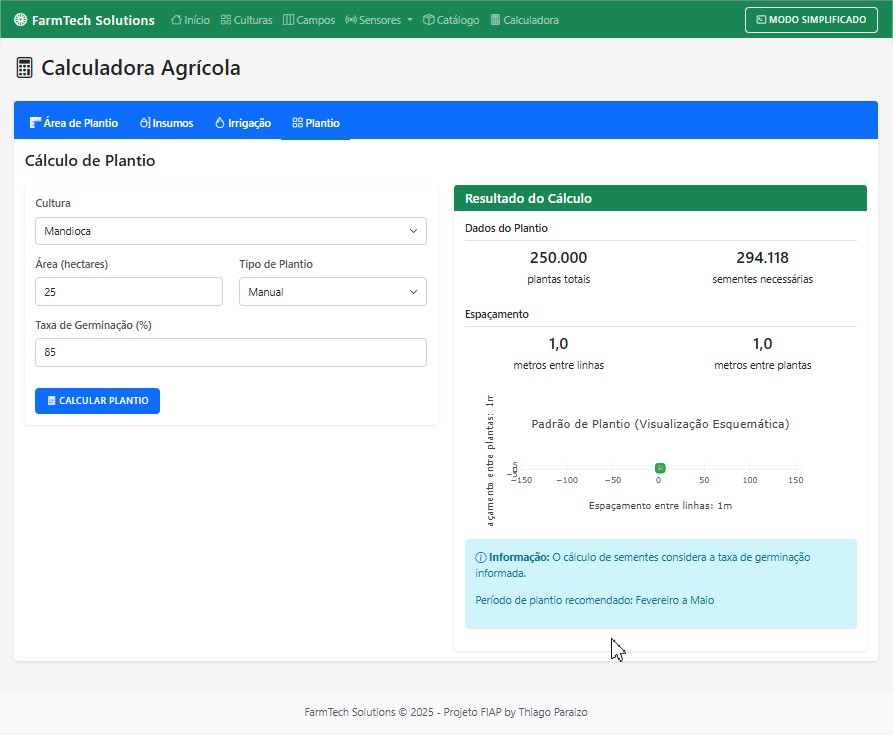 FarmTech Solutions Início Culturas Campos Sensores Catálogo Calculadora MODO SIMPLIFICADO
Calculadora Agrícola
Área de Plantio Insumos Irrigação Plantio
Cálculo de Plantio
Cultura
Mandioca
Área (hectares) Tipo de Plantio
25 Manual
Taxa de Germinação (%)
85
CALCULAR PLANTIO
Resultado do Cálculo
Dados do Plantio
250.000 294.118
plantas totais sementes necessárias
Espaçamento
1,0 1,0
metros entre linhas metros entre plantas
Padrão de Plantio (Visualização Esquemática)
açamento entre plantas: 1m
−150 −100 −50 0 50 100 150
Espaçamento entre linhas: 1m
Informação: O cálculo de sementes considera a taxa de germinação
informada.
Período de plantio recomendado: Fevereiro a Maio
FarmTech Solutions © 2025 - Projeto FIAP by Thiago Paraizo